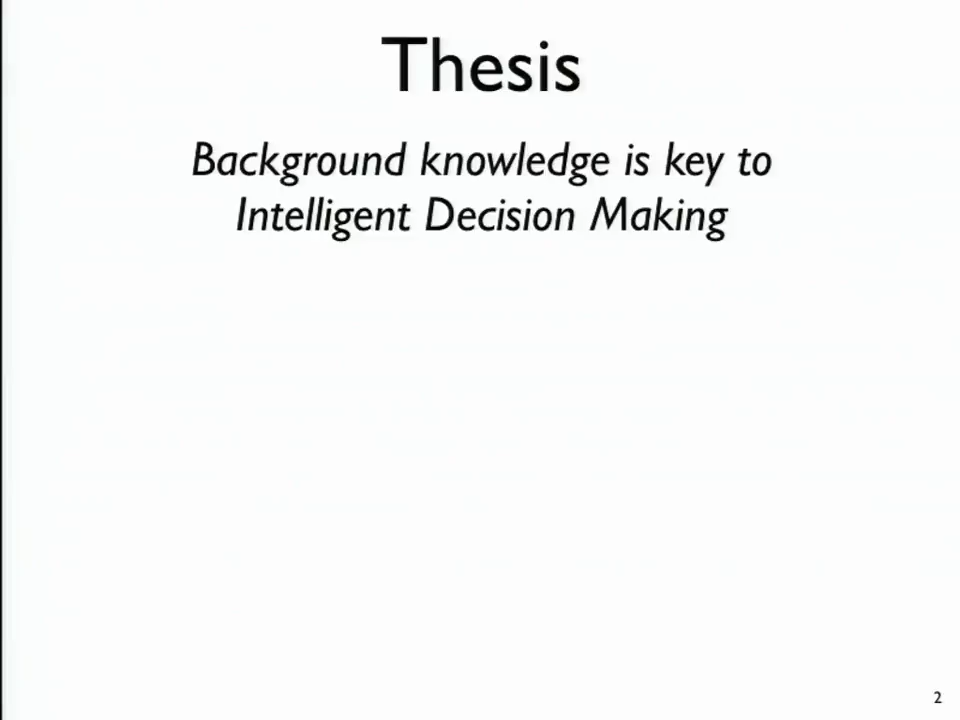 Thesis
Background knowledge is key to
Intelligent Decision Making
2